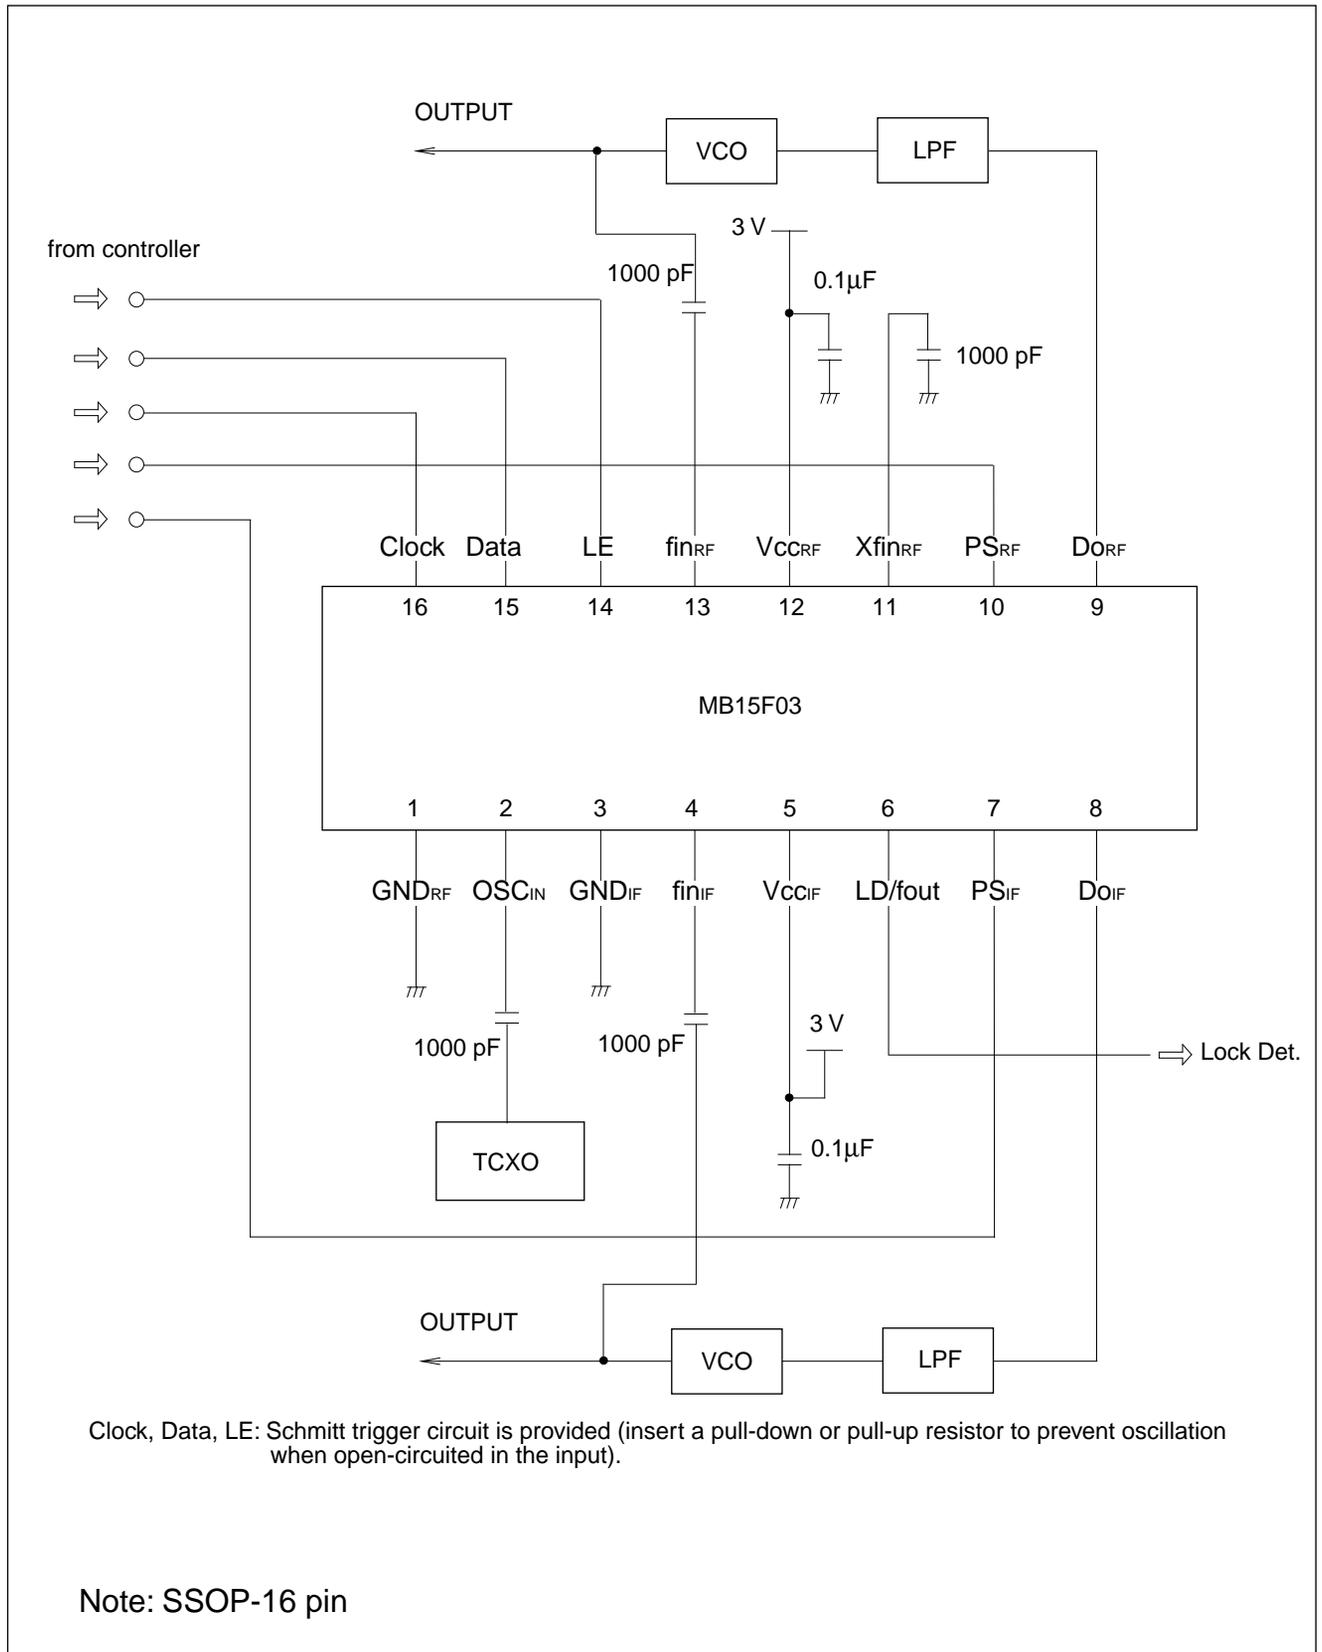 OUTPUT
VCO
LPF
3 V
from controller
1000 pF
0.1µF
1000 pF
Clock Data LE finRF VccRF XfinRF PSRF DoRF
16 15 14 13 12 11 10 9
MB15F03
1 2 3 4 5 6 7 8
GNDRF OSCIN GNDIF finIF VccIF LD/fout PSIF DoIF
3 V
1000 pF
1000 pF
Lock Det.
TCXO
0.1µF
OUTPUT
VCO
LPF
Clock, Data, LE: Schmitt trigger circuit is provided (insert a pull-down or pull-up resistor to prevent oscillation
when open-circuited in the input).
Note: SSOP-16 pin